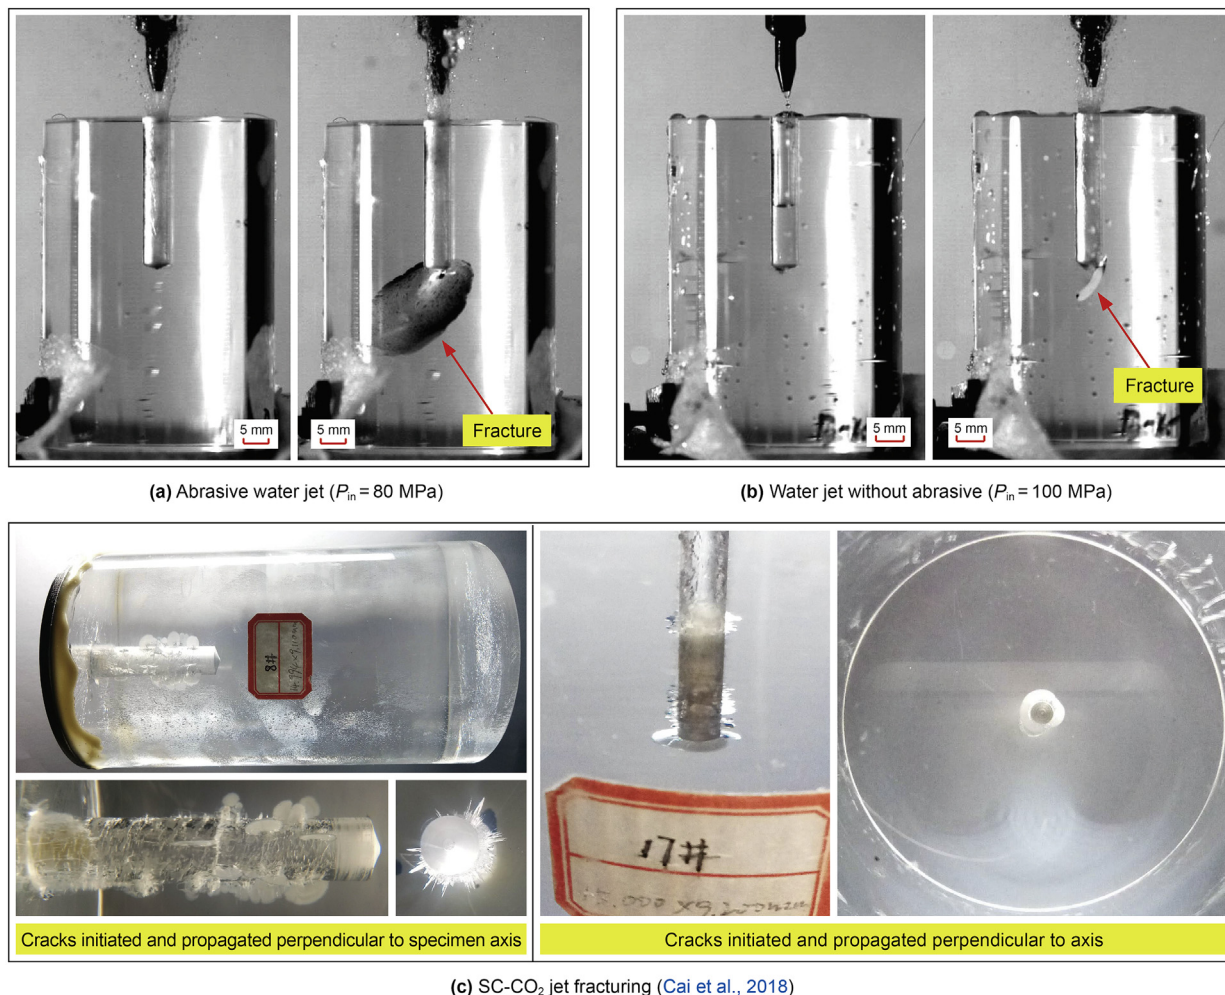 5 mm
5 mm
Fracture
5 mm
5 mm
Fracture
(a) Abrasive water jet (Pin = 80 MPa)
(b) Water jet without abrasive (Pin = 100 MPa)
8#
17#
Cracks initiated and propagated perpendicular to specimen axis
Cracks initiated and propagated perpendicular to axis
(c) SC-CO₂ jet fracturing (Cai et al., 2018)